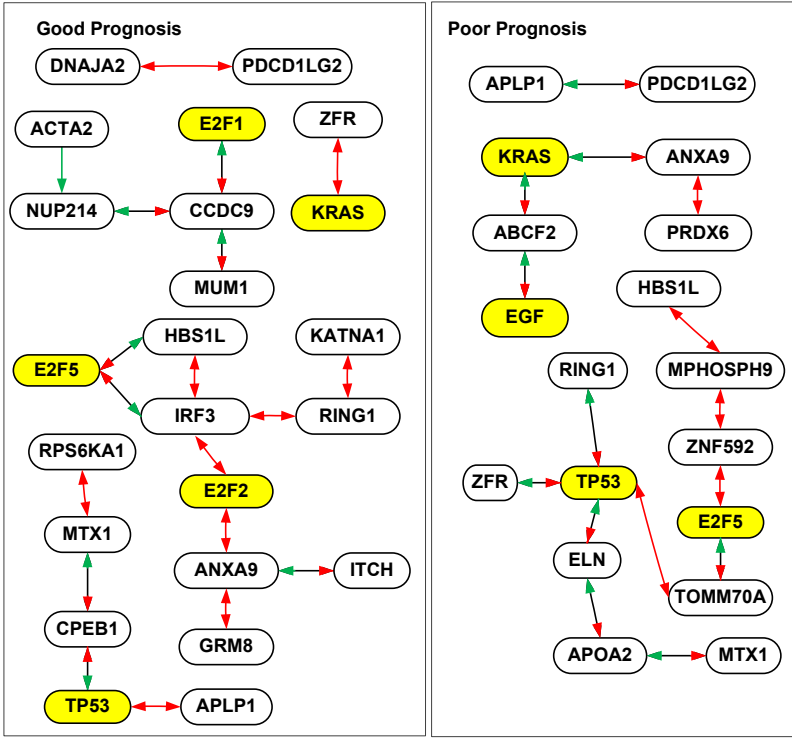 Good Prognosis
DNAJA2
PDCD1LG2
ACTA2
E2F1
ZFR
NUP214
CCDC9
KRAS
MUM1
HBS1L
KATNA1
E2F5
IRF3
RING1
RPS6KA1
E2F2
MTX1
ANXA9
ITCH
CPEB1
GRM8
TP53
APLP1
Poor Prognosis
APLP1
PDCD1LG2
KRAS
ANXA9
ABCF2
PRDX6
HBS1L
EGF
RING1
MPHOSPH9
ZNF592
ZFR
TP53
E2F5
ELN
TOMM70A
APOA2
MTX1